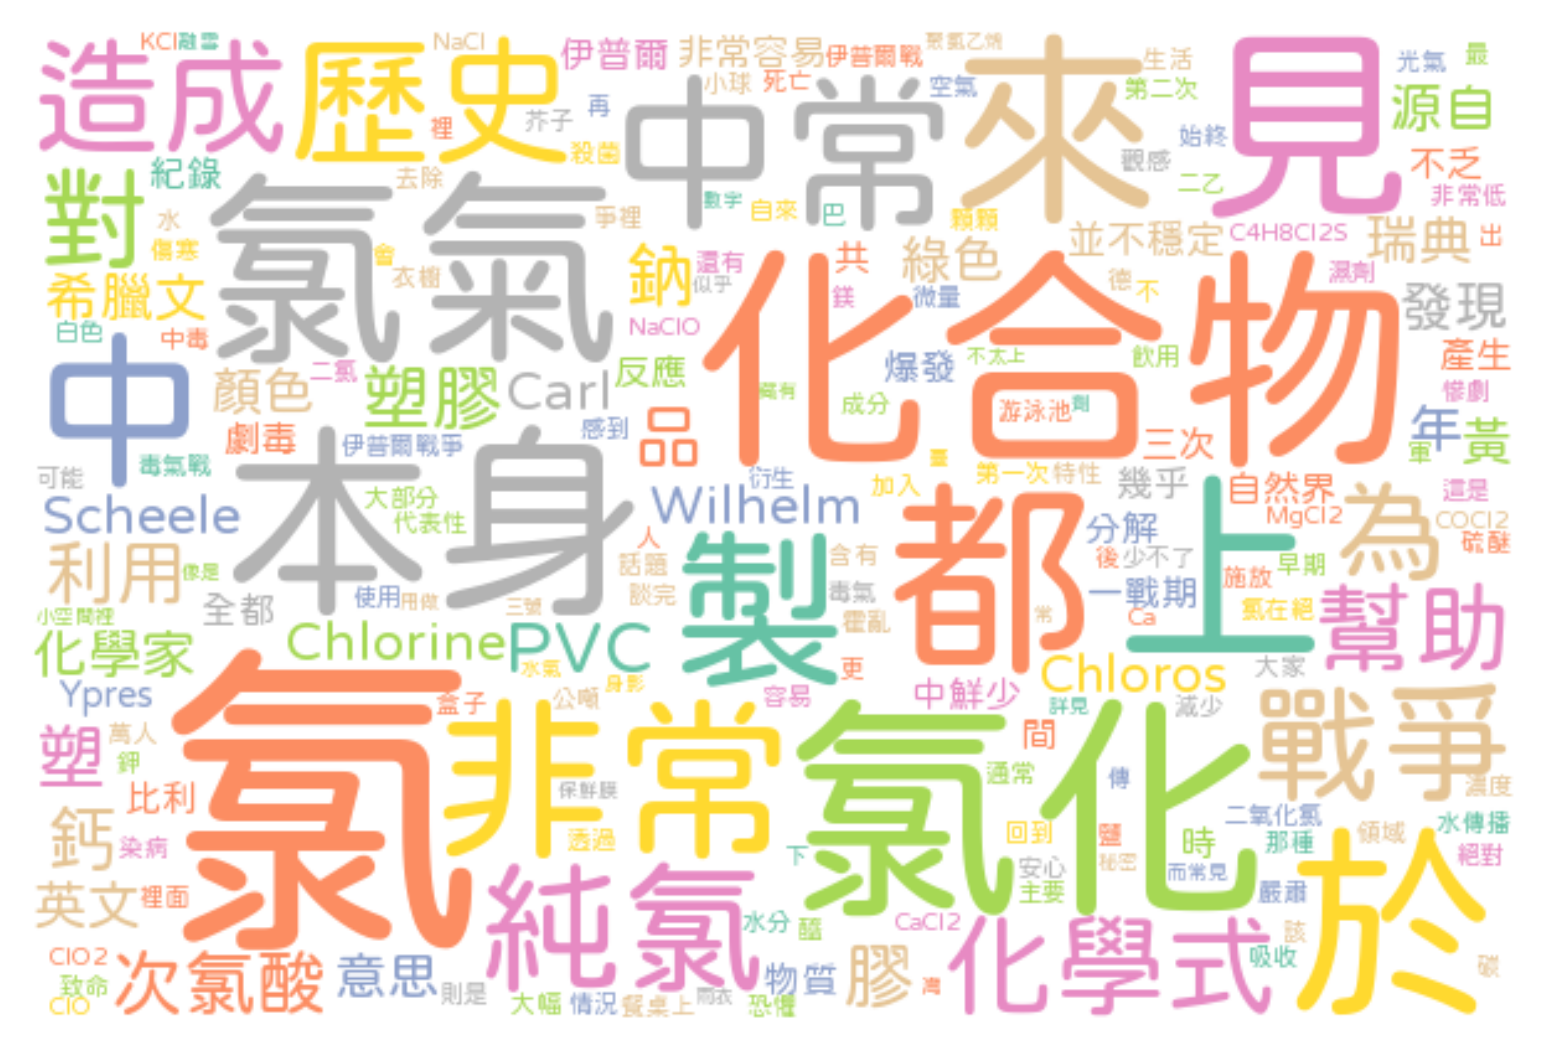 KCl 融雪 NaCl 伊普爾 非常容易 伊普爾戰 聚氯乙烯 生活 光氣 最
造成 歷史 中常 來 見
小球 死亡 空氣 第二次 源自
裡 芥子 再 始終
殺菌 觀感 不乏
對 紀錄 去除 二乙 非常低
水 爭裡 數字 自來 巴 顆顆
傷寒 會 氯氣 綠色 並不穩定 C4H8Cl2S 瑞典 出
希臘文 衣櫥 鈉 還有 似乎 共 德 不 濕劑
白色 中毒 NaClO 鎂 微量 發現
化合物
中 二氯 反應 爆發 不太上 飲用 產生
顏色 塑膠 Carl 藏有 成分 游泳池 劑 慘劇
劇毒 伊普爾戰爭 感到 品 三次 年 黃
毒氣戰 臺 軍
可能 本身 大部分 衍生 加入 第一次 特性 幾乎 自然界 這是
Scheele 代表性 Wilhelm 分解 MgCl2 為 COCl2
人 後 少不了 硫醚
利用 像是 話題 製 含有 都 上 施放 早期
全都 使用 用做 談完 毒氣 一戰期
小空間裡 三號 霍亂 常 Ca 氯在絕 幫助
化學家 Chlorine PVC 水氣 更 Chloros 大家
Ypres 盒子 身影 公噸 容易 中鮮少 詳見 減少
塑 萬人 氯 非常 氯化 間 戰爭
鉀 通常 傳 濃度
比利 保鮮膜 二氧化氯
鈣 染病 透過 回到 鹽 時 那種 領域 水傳播
下 安心 秘密 而常見 絕對
英文 裡面 主要 嚴肅 於
純氯 水分 醯 CaCl2 化學式 該
ClO2 次氯酸 意思 物質 膠 吸收 碳
致命 則是 灣
ClO 大幅 情況 餐桌上 雨衣 恐懼